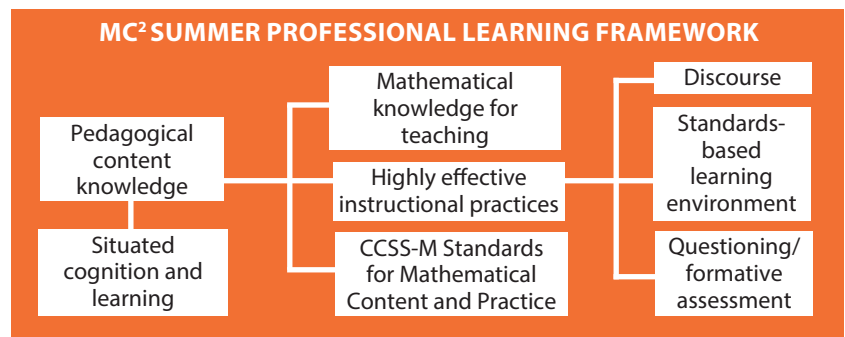 MC² SUMMER PROFESSIONAL LEARNING FRAMEWORK
Pedagogical
content
knowledge
Situated
cognition and
learning
Mathematical
knowledge for
teaching
Highly effective
instructional practices
CCSS-M Standards
for Mathematical
Content and Practice
Discourse
Standards-
based
learning
environment
Questioning/
formative
assessment